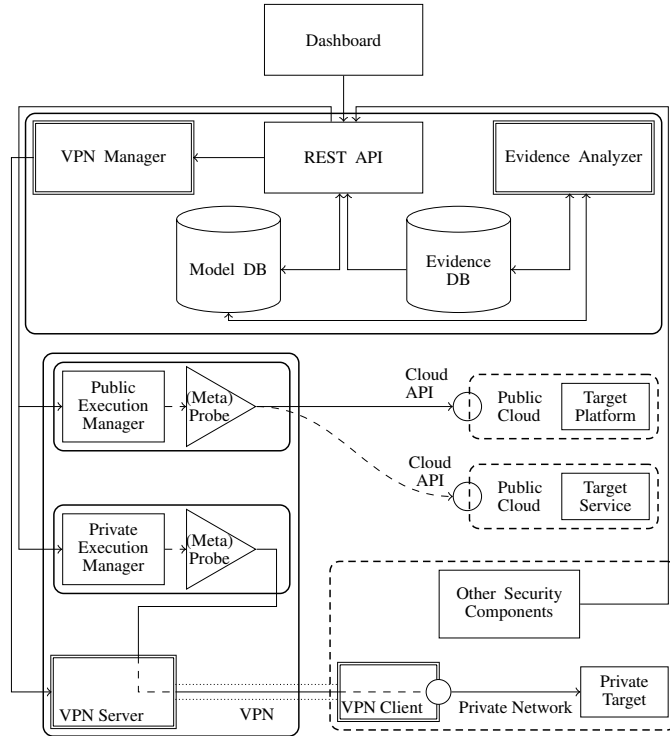 Dashboard
VPN Manager
REST API
Evidence Analyzer
Model DB
Evidence
DB
Public
Execution
Manager
(Meta)
Probe
Cloud
API
Public
Cloud
Target
Platform
Cloud
API
Public
Cloud
Target
Service
Private
Execution
Manager
(Meta)
Probe
Other Security
Components
VPN Server
VPN
VPN Client
Private Network
Private
Target